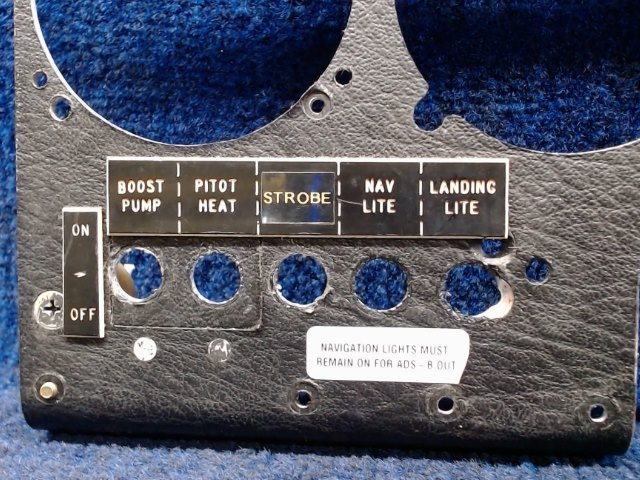 BOOST
PUMP
PITOT
HEAT
STROBE
NAV
LITE
LANDING
LITE
ON
OFF
NAVIGATION LIGHTS MUST
REMAIN ON FOR ADS - B OUT